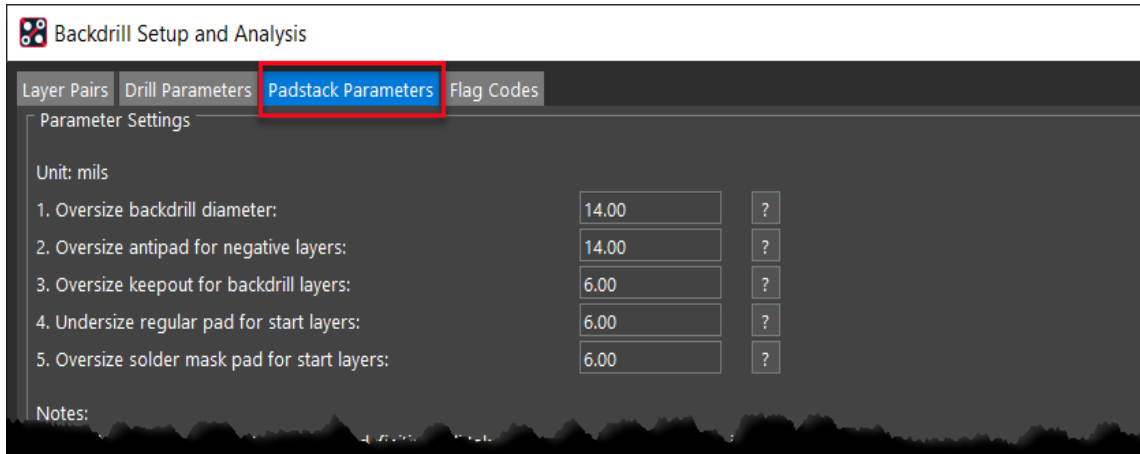 Backdrill Setup and Analysis
Layer Pairs Drill Parameters Padstack Parameters Flag Codes
Parameter Settings
Unit: mils
1. Oversize backdrill diameter: 14.00 ?
2. Oversize antipad for negative layers: 14.00 ?
3. Oversize keepout for backdrill layers: 6.00 ?
4. Undersize regular pad for start layers: 6.00 ?
5. Oversize solder mask pad for start layers: 6.00 ?
Notes: